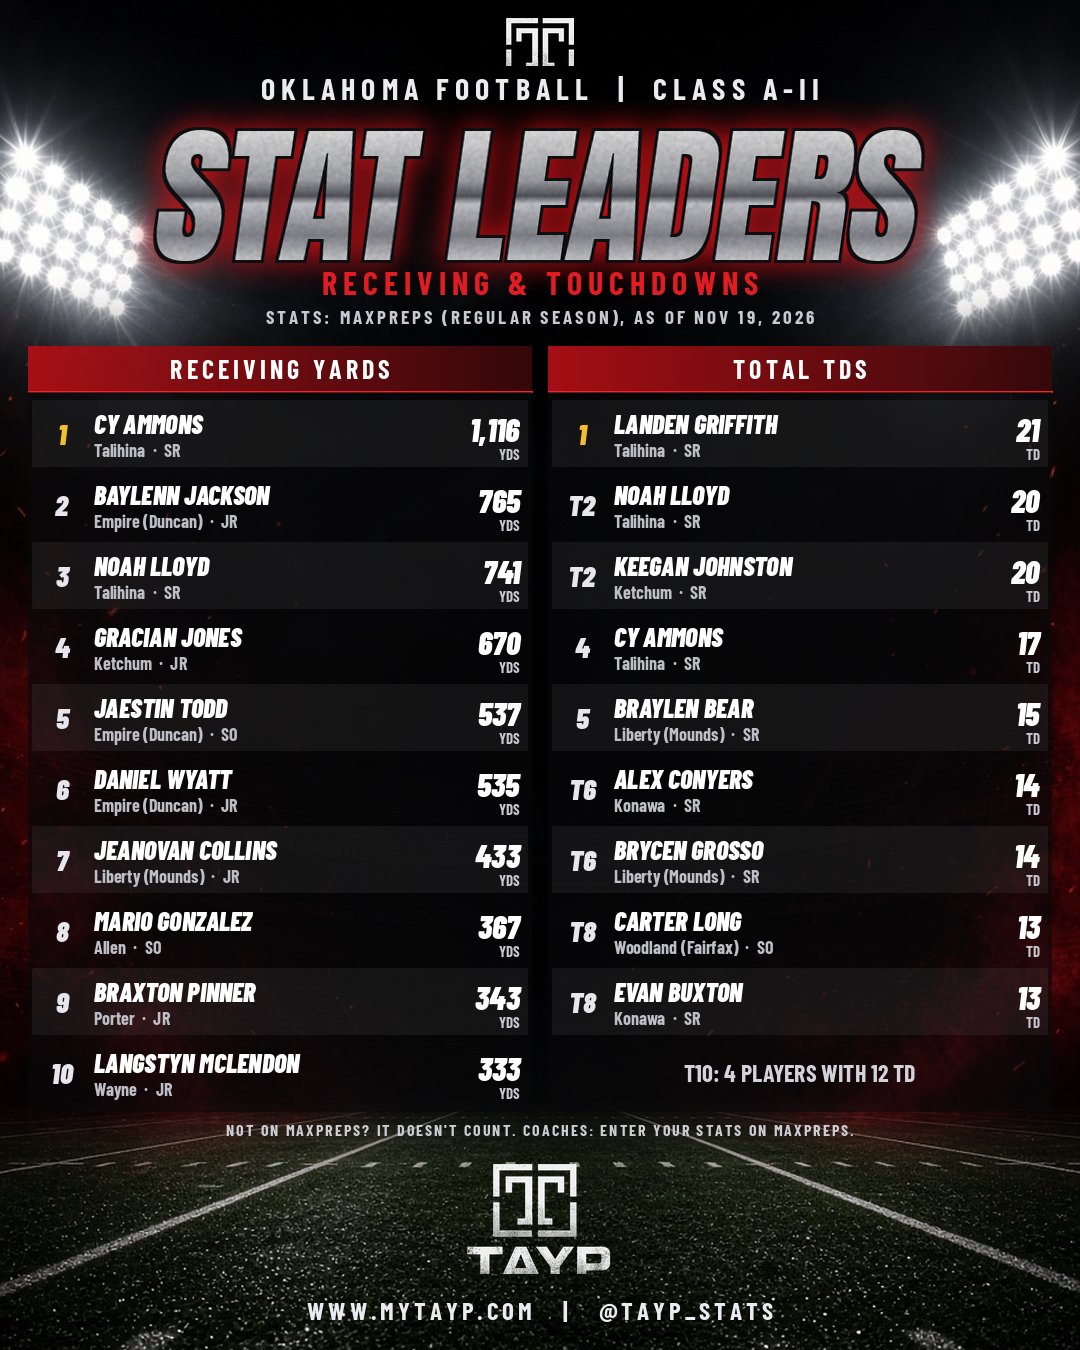 OKLAHOMA FOOTBALL | CLASS A-II
STAT LEADERS
RECEIVING & TOUCHDOWNS
STATS: MAXPREPS (REGULAR SEASON), AS OF NOV 19, 2026
RECEIVING YARDS
1 CY AMMONS 1,116
Talihina · SR YDS
2 BAYLENN JACKSON 765
Empire (Duncan) · JR YDS
3 NOAH LLOYD 741
Talihina · SR YDS
4 GRACIAN JONES 670
Ketchum · JR YDS
5 JAESTIN TODD 537
Empire (Duncan) · SO YDS
6 DANIEL WYATT 535
Empire (Duncan) · JR YDS
7 JEANOVAN COLLINS 433
Liberty (Mounds) · JR YDS
8 MARIO GONZALEZ 367
Allen · SO YDS
9 BRAXTON PINNER 343
Porter · JR YDS
10 LANGSTYN MCLENDON 333
Wayne · JR YDS
TOTAL TDS
1 LANDEN GRIFFITH 21
Talihina · SR TD
T2 NOAH LLOYD 20
Talihina · SR TD
T2 KEEGAN JOHNSTON 20
Ketchum · SR TD
4 CY AMMONS 17
Talihina · SR TD
5 BRAYLEN BEAR 15
Liberty (Mounds) · SR TD
T6 ALEX CONYERS 14
Konawa · SR TD
T6 BRYCEN GROSSO 14
Liberty (Mounds) · SR TD
T8 CARTER LONG 13
Woodland (Fairfax) · SO TD
T8 EVAN BUXTON 13
Konawa · SR TD
T10: 4 PLAYERS WITH 12 TD
NOT ON MAXPREPS? IT DOESN'T COUNT. COACHES: ENTER YOUR STATS ON MAXPREPS.
TAYP
WWW.MYTAYP.COM | @TAYP_STATS